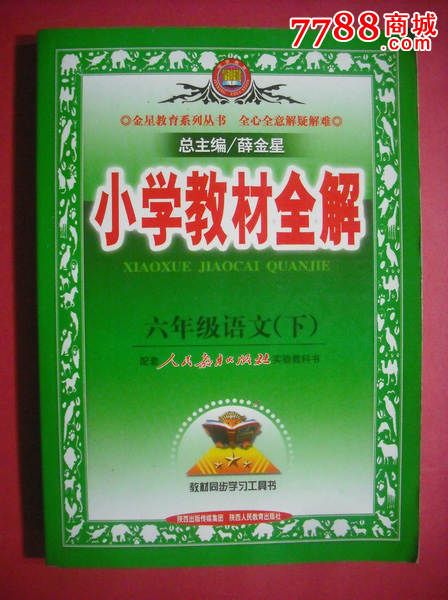 7788商城
.com
金星教育系列丛书 全心全意解疑解难
总主编/薛金星
小学教材全解
XIAOXUE JIAOCAI QUANJIE
六年级语文(下)
配套人民教育出版社实验教科书
教材同步学习工具书
陕西出版传媒集团 陕西人民教育出版社